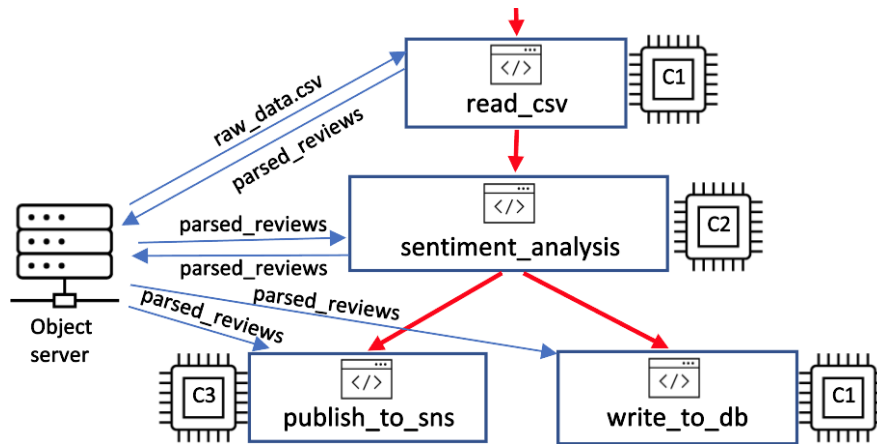 </>
C1
read_csv
raw_data.csv
parsed_reviews
</>
C2
sentiment_analysis
parsed_reviews
parsed_reviews
parsed_reviews
parsed_reviews
Object
server
C3
</>
publish_to_sns
</>
write_to_db
C1